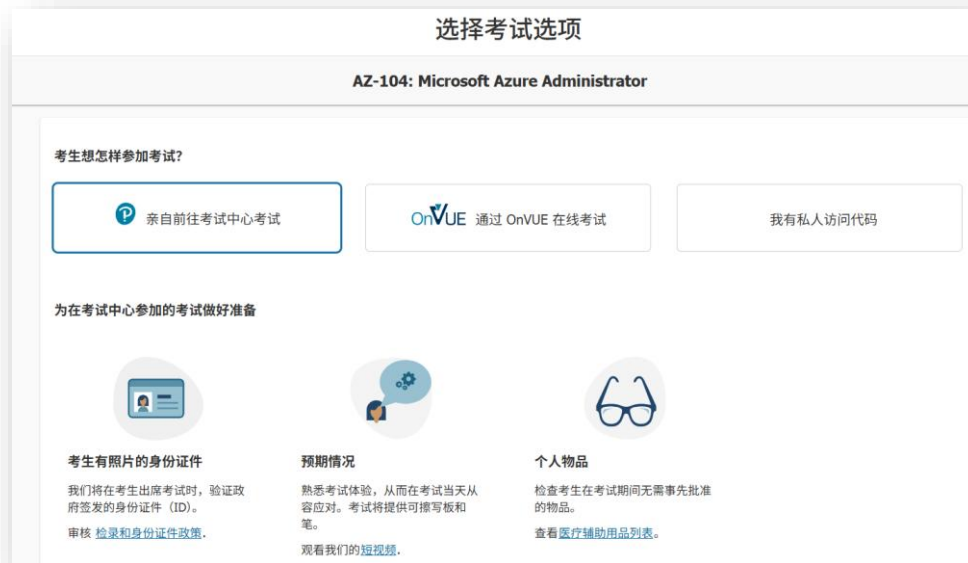 选择考试选项
AZ-104: Microsoft Azure Administrator
考生想怎样参加考试?
亲自前往考试中心考试
OnVUE 通过 OnVUE 在线考试
我有私人访问代码
为在考试中心参加的考试做好准备
考生有照片的身份证件
我们将在考生出席考试时，验证政
府签发的身份证件（ID）。
审核 检录和身份证件政策.
预期情况
熟悉考试体验，从而在考试当天从
容应对。考试将提供可擦写板和
笔。
观看我们的短视频.
个人物品
检查考生在考试期间无需事先批准
的物品。
查看医疗辅助用品列表。